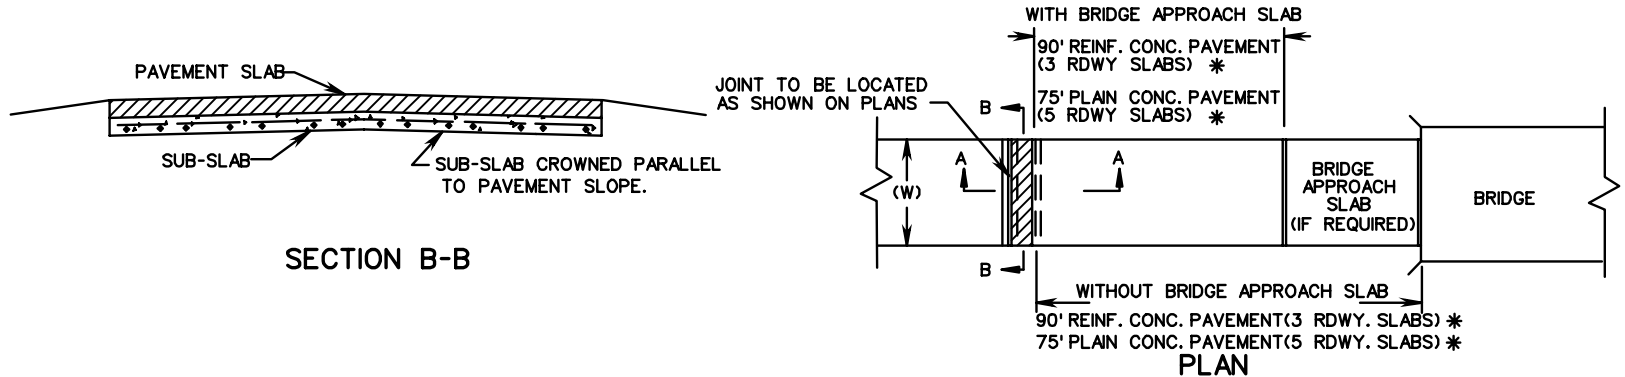 PAVEMENT SLAB
SUB-SLAB
SUB-SLAB CROWNED PARALLEL
TO PAVEMENT SLOPE.
SECTION B-B
WITH BRIDGE APPROACH SLAB
90' REINF. CONC. PAVEMENT
(3 RDWY SLABS) *
75' PLAIN CONC. PAVEMENT
(5 RDWY SLABS) *
JOINT TO BE LOCATED
AS SHOWN ON PLANS
B
A
A
(W)
BRIDGE
APPROACH
SLAB
(IF REQUIRED)
BRIDGE
B
WITHOUT BRIDGE APPROACH SLAB
90' REINF. CONC. PAVEMENT(3 RDWY. SLABS) *
75' PLAIN CONC. PAVEMENT(5 RDWY. SLABS) *
PLAN